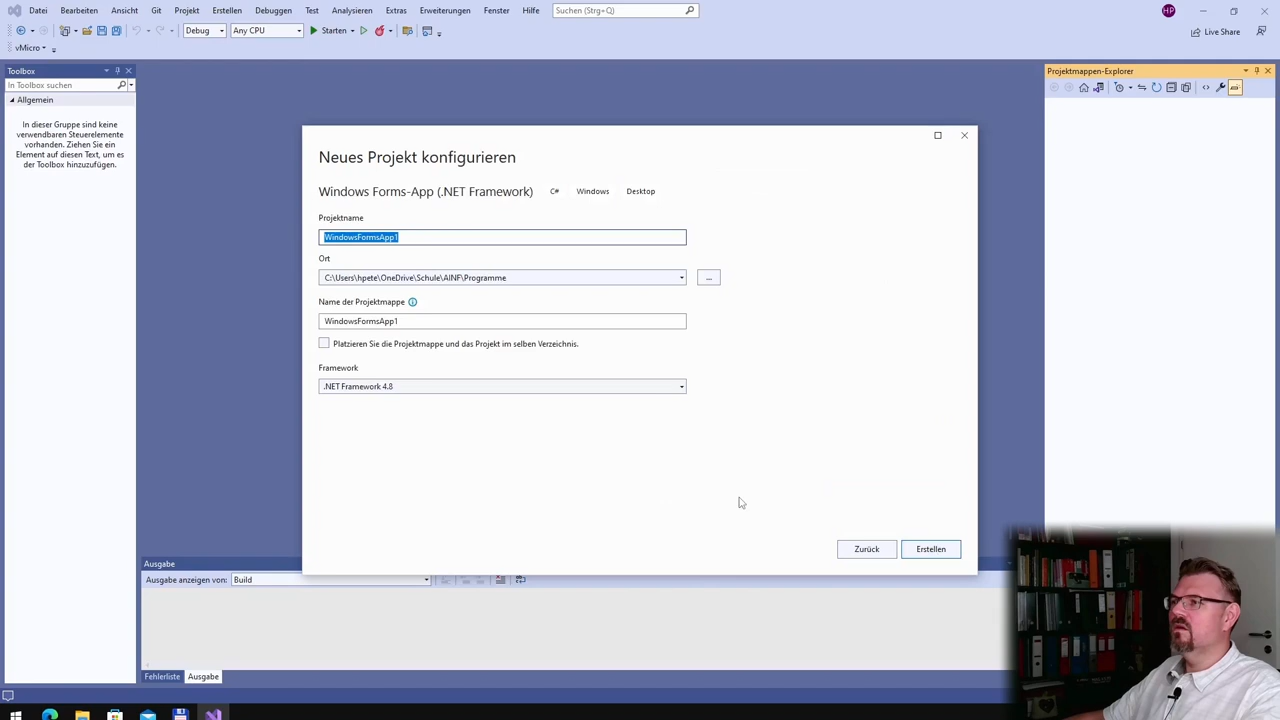 Datei Bearbeiten Ansicht Git Projekt Erstellen Debuggen Test Analysieren Extras Erweiterungen Fenster Hilfe Suchen (Strg+Q) HP
Debug Any CPU Starten Live Share
vMicro
Toolbox
In Toolbox suchen
Allgemein
In dieser Gruppe sind keine
verwendbaren Steuerelemente
vorhanden. Ziehen Sie ein
Element auf diesen Text, um es
der Toolbox hinzuzufügen.
Projektmappen-Explorer
Neues Projekt konfigurieren
Windows Forms-App (.NET Framework) C# Windows Desktop
Projektname
WindowsFormsApp1
Ort
C:\Users\hpete\OneDrive\Schule\AINF\Programme
...
Name der Projektmappe
WindowsFormsApp1
Platzieren Sie die Projektmappe und das Projekt im selben Verzeichnis.
Framework
.NET Framework 4.8
Zurück Erstellen
Ausgabe
Ausgabe anzeigen von: Build
Fehlerliste Ausgabe